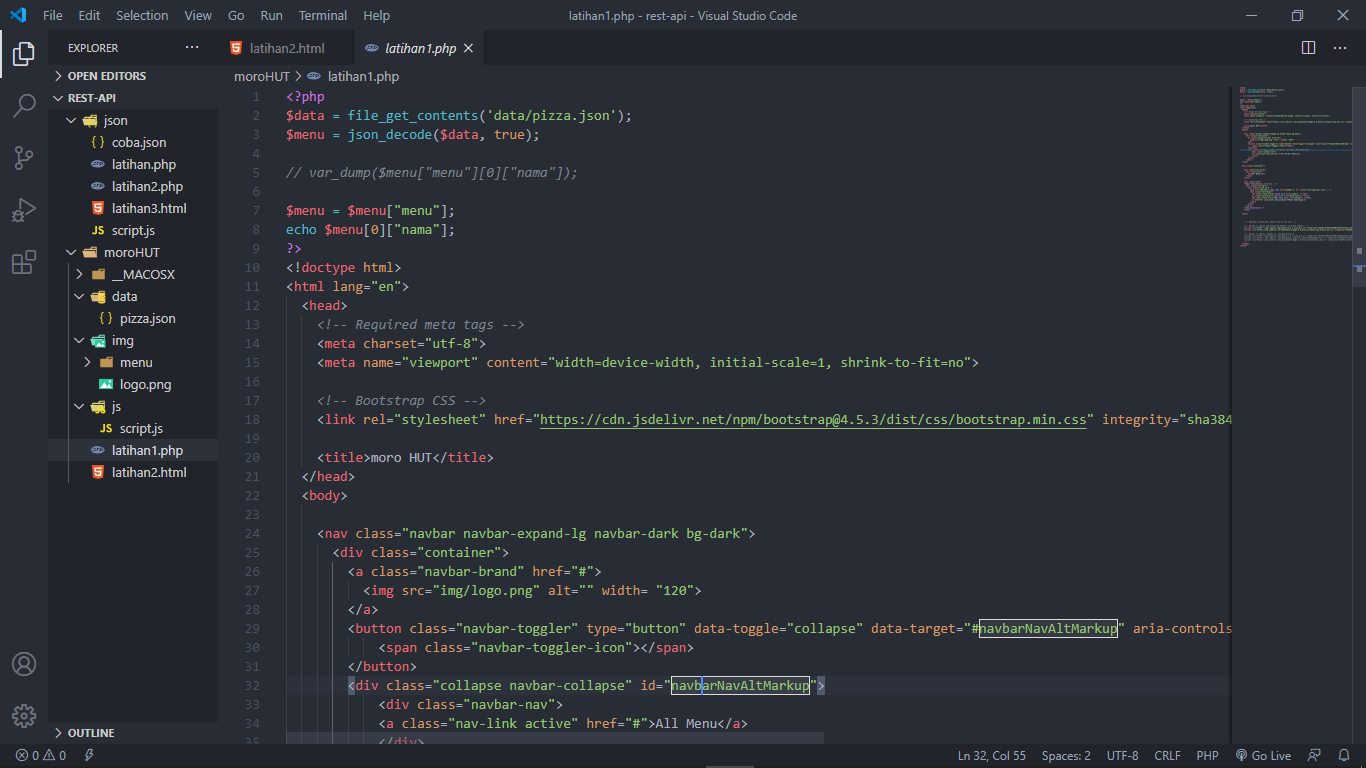 File Edit Selection View Go Run Terminal Help
latihan1.php - rest-api - Visual Studio Code
EXPLORER
OPEN EDITORS
REST-API
json
coba.json
latihan.php
latihan2.php
latihan3.html
script.js
moroHUT
__MACOSX
data
pizza.json
img
menu
logo.png
js
script.js
latihan1.php
latihan2.html
OUTLINE
latihan2.html
latihan1.php
moroHUT > latihan1.php
1 <?php
2 $data = file_get_contents('data/pizza.json');
3 $menu = json_decode($data, true);
4
5 // var_dump($menu["menu"][0]["nama"]);
6
7 $menu = $menu["menu"];
8 echo $menu[0]["nama"];
9 ?>
10 <!doctype html>
11 <html lang="en">
12 <head>
13 <!-- Required meta tags -->
14 <meta charset="utf-8">
15 <meta name="viewport" content="width=device-width, initial-scale=1, shrink-to-fit=no">
16
17 <!-- Bootstrap CSS -->
18 <link rel="stylesheet" href="https://cdn.jsdelivr.net/npm/bootstrap@4.5.3/dist/css/bootstrap.min.css" integrity="sha384
19
20 <title>moro HUT</title>
21 </head>
22 <body>
23
24 <nav class="navbar navbar-expand-lg navbar-dark bg-dark">
25 <div class="container">
26 <a class="navbar-brand" href="#">
27 <img src="img/logo.png" alt="" width= "120">
28 </a>
29 <button class="navbar-toggler" type="button" data-toggle="collapse" data-target="#navbarNavAltMarkup" aria-controls
30 <span class="navbar-toggler-icon"></span>
31 </button>
32 <div class="collapse navbar-collapse" id="navbarNavAltMarkup">
33 <div class="navbar-nav">
34 <a class="nav-link active" href="#">All Menu</a>
35 </div>
0 0
Ln 32, Col 55 Spaces: 2 UTF-8 CRLF PHP Go Live